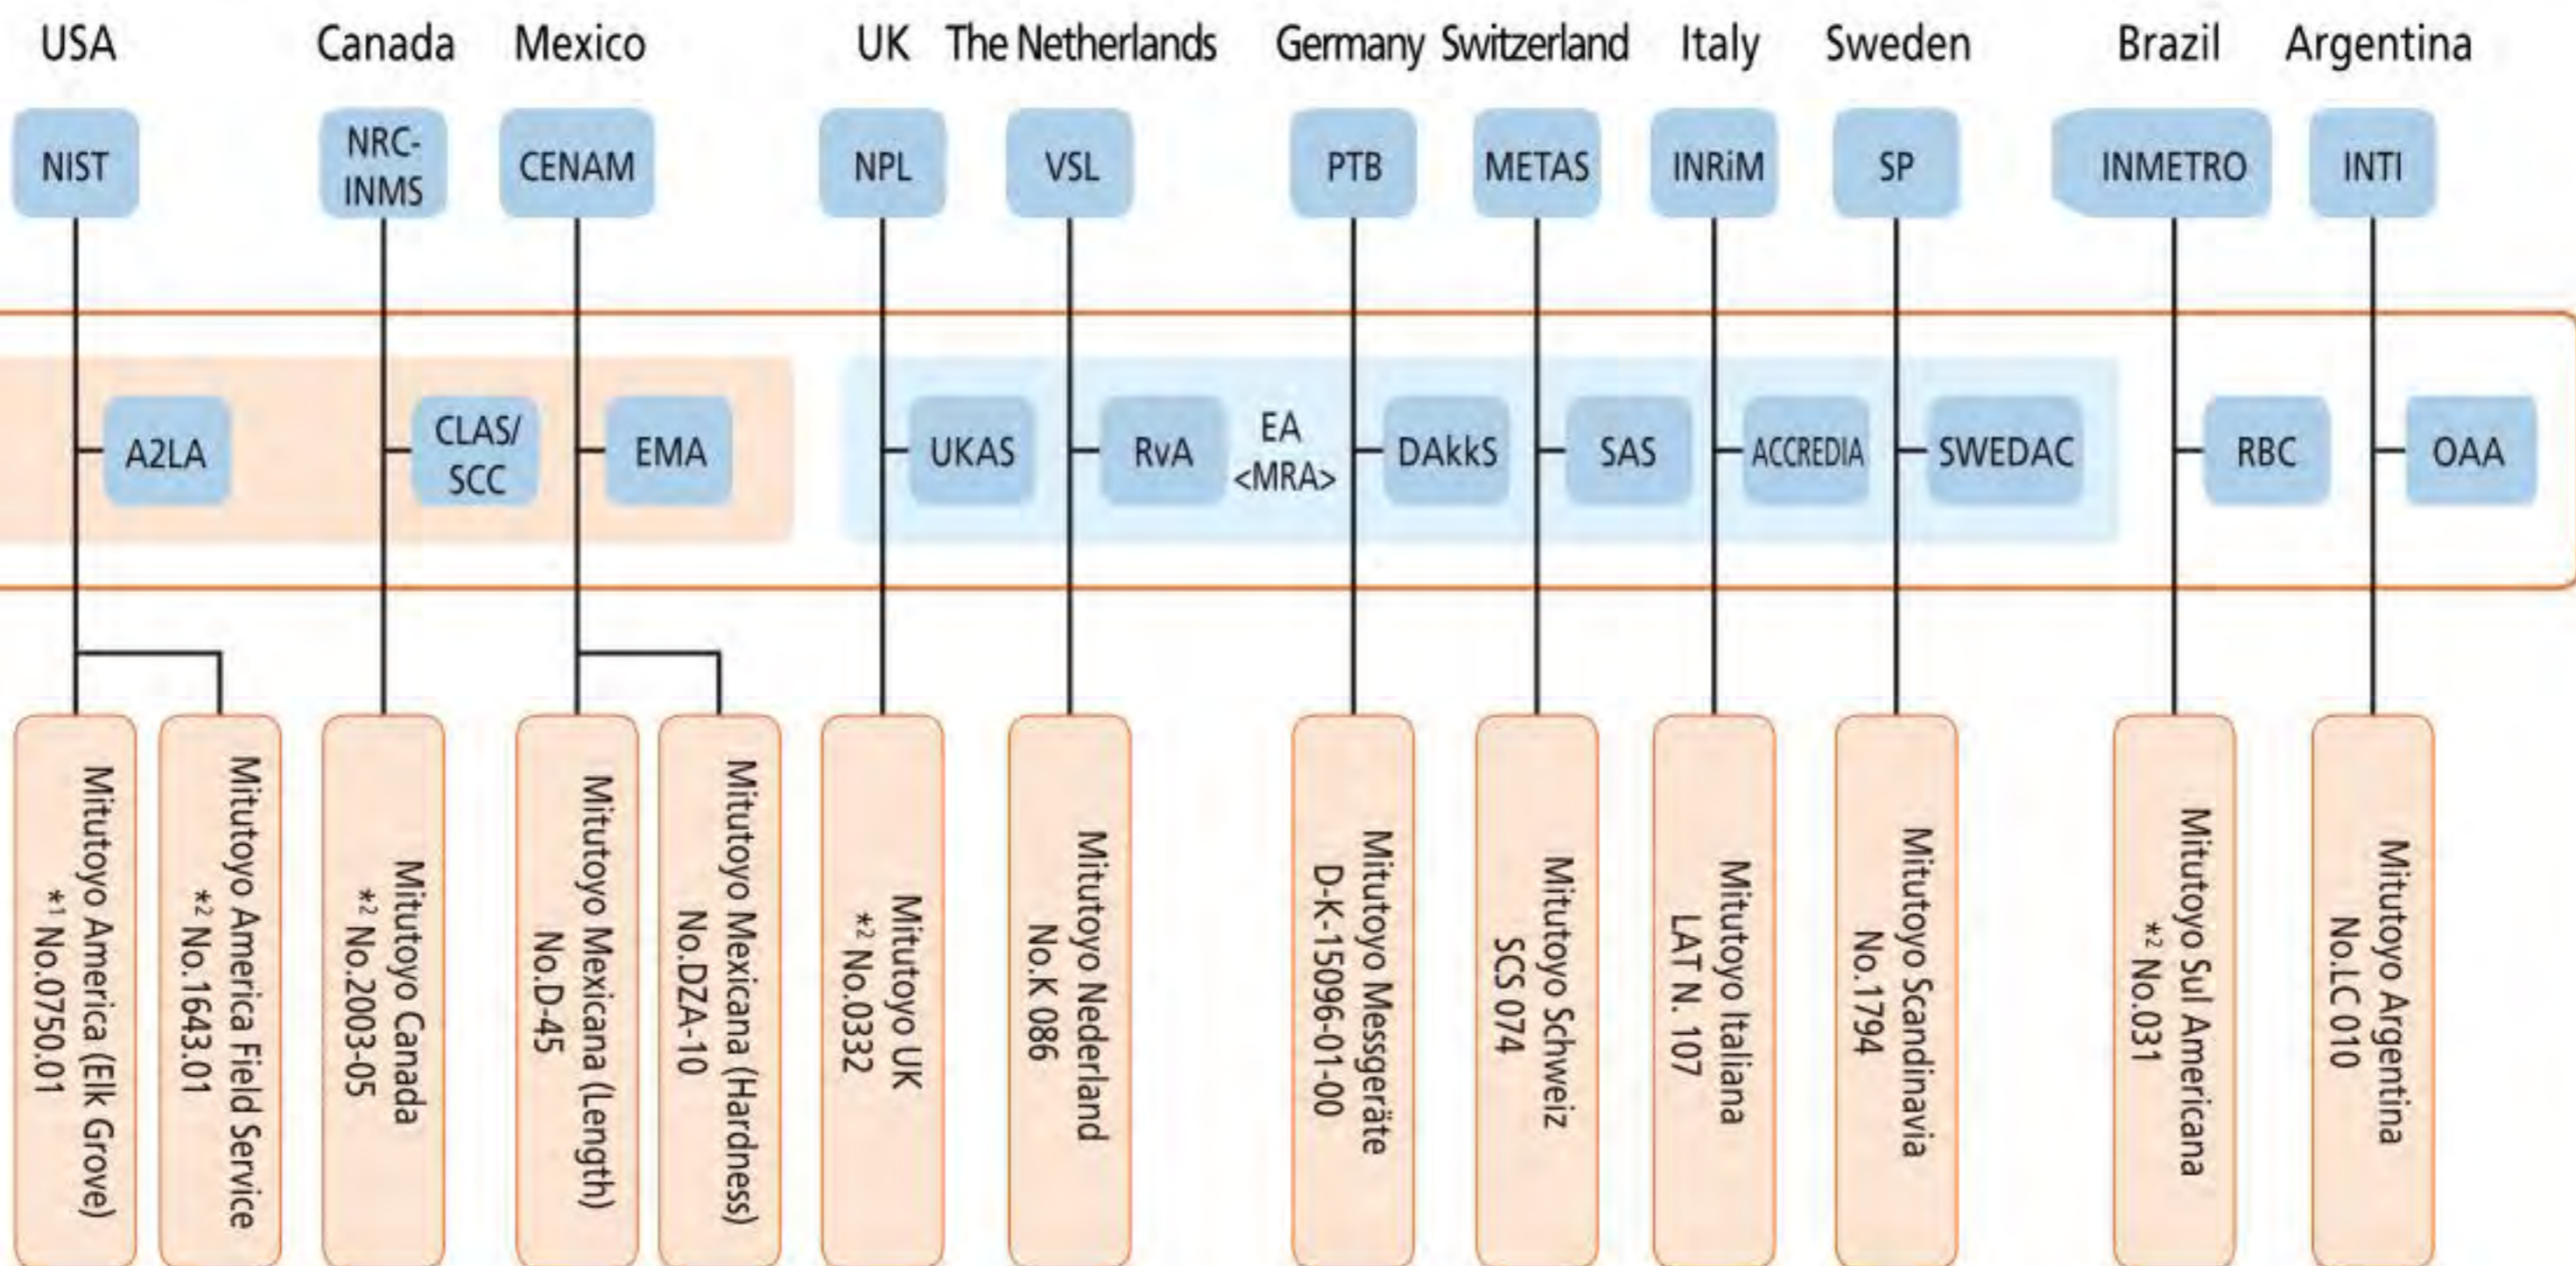 USA
Canada
Mexico
UK
The Netherlands
Germany
Switzerland
Italy
Sweden
Brazil
Argentina
NIST
NRC-
INMS
CENAM
NPL
VSL
PTB
METAS
INRiM
SP
INMETRO
INTI
A2LA
CLAS/
SCC
EMA
UKAS
RvA
EA
<MRA>
DAkkS
SAS
ACCREDIA
SWEDAC
RBC
OAA
Mitutoyo America (Elk Grove)
*1 No.0750.01
Mitutoyo America Field Service
*2 No.1643.01
Mitutoyo Canada
*2 No.2003-05
Mitutoyo Mexicana (Length)
No.D-45
Mitutoyo Mexicana (Hardness)
No.DZA-10
Mitutoyo UK
*2 No.0332
Mitutoyo Nederland
No.K 086
Mitutoyo Messgeräte
D-K-15096-01-00
Mitutoyo Schweiz
SCS 074
Mitutoyo Italiana
LAT N. 107
Mitutoyo Scandinavia
No.1794
Mitutoyo Sul Americana
*2 No.031
Mitutoyo Argentina
No.LC 010